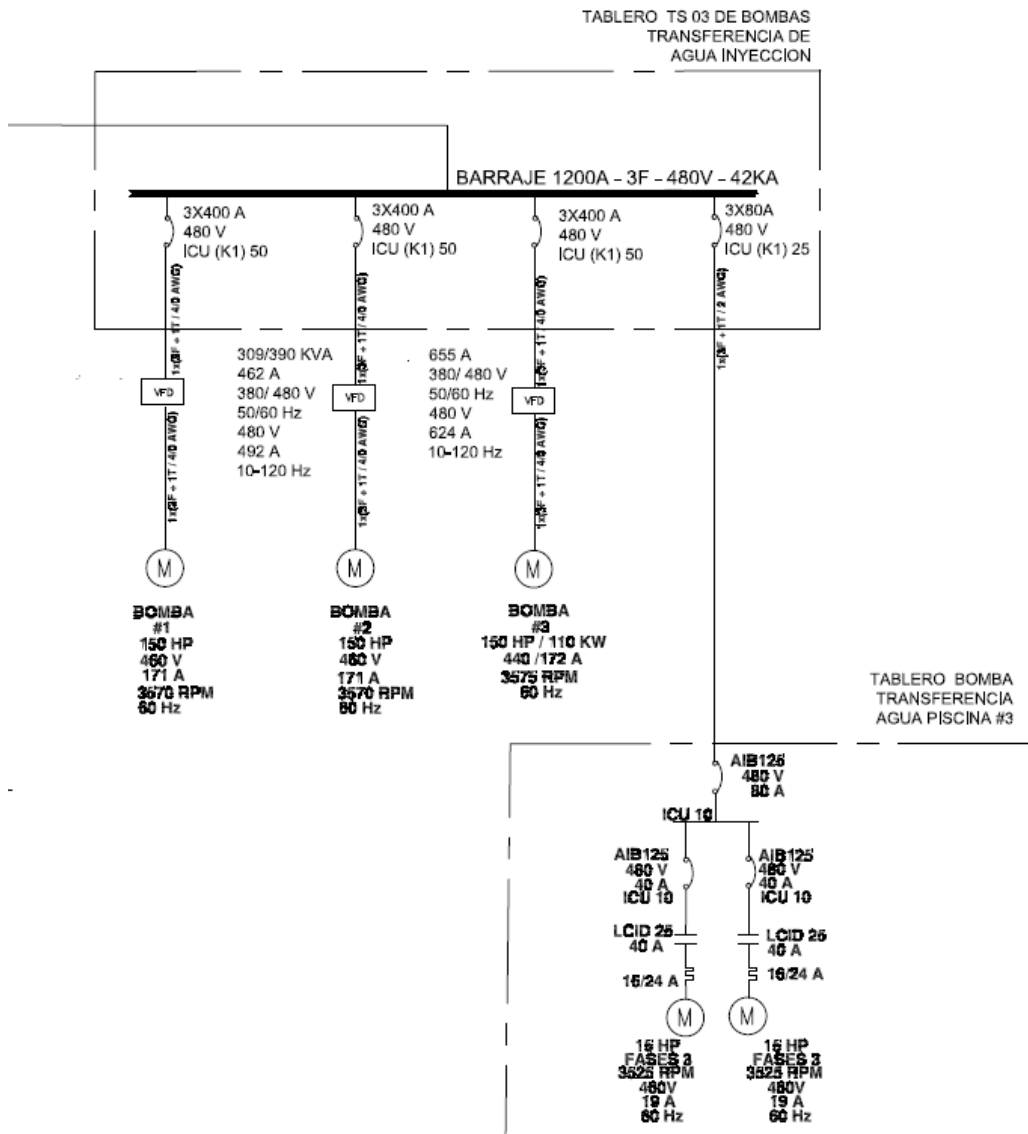 TABLERO TS 03 DE BOMBAS
TRANSFERENCIA DE
AGUA INYECCION
BARRAJE 1200A - 3F - 480V - 42KA
3X400 A
480 V
ICU (K1) 50
3X400 A
480 V
ICU (K1) 50
3X400 A
480 V
ICU (K1) 50
3X80A
480 V
ICU (K1) 25
1x(3F + 1T / 4/0 AWG)
1x(3F + 1T / 4/0 AWG)
1x(3F + 1T / 4/0 AWG)
1x(3F + 1T / 2 AWG)
VFD
309/390 KVA
462 A
380/ 480 V
50/60 Hz
480 V
492 A
10-120 Hz
VFD
655 A
380/ 480 V
50/60 Hz
480 V
624 A
10-120 Hz
VFD
1x(3F + 1T / 4/0 AWG)
1x(3F + 1T / 4/0 AWG)
1x(3F + 1T / 4/0 AWG)
M
M
M
BOMBA
#1
150 HP
460 V
171 A
3570 RPM
60 Hz
BOMBA
#2
150 HP
460 V
171 A
3570 RPM
60 Hz
BOMBA
#3
150 HP / 110 KW
440 /172 A
3575 RPM
60 Hz
TABLERO BOMBA
TRANSFERENCIA
AGUA PISCINA #3
AIB125
480 V
80 A
ICU 10
AIB125
480 V
40 A
ICU 10
AIB125
480 V
40 A
ICU 10
LCID 25
40 A
LCID 25
40 A
16/24 A
16/24 A
M
M
15 HP
FASES 3
3525 RPM
460V
19 A
60 Hz
15 HP
FASES 3
3525 RPM
460V
19 A
60 Hz